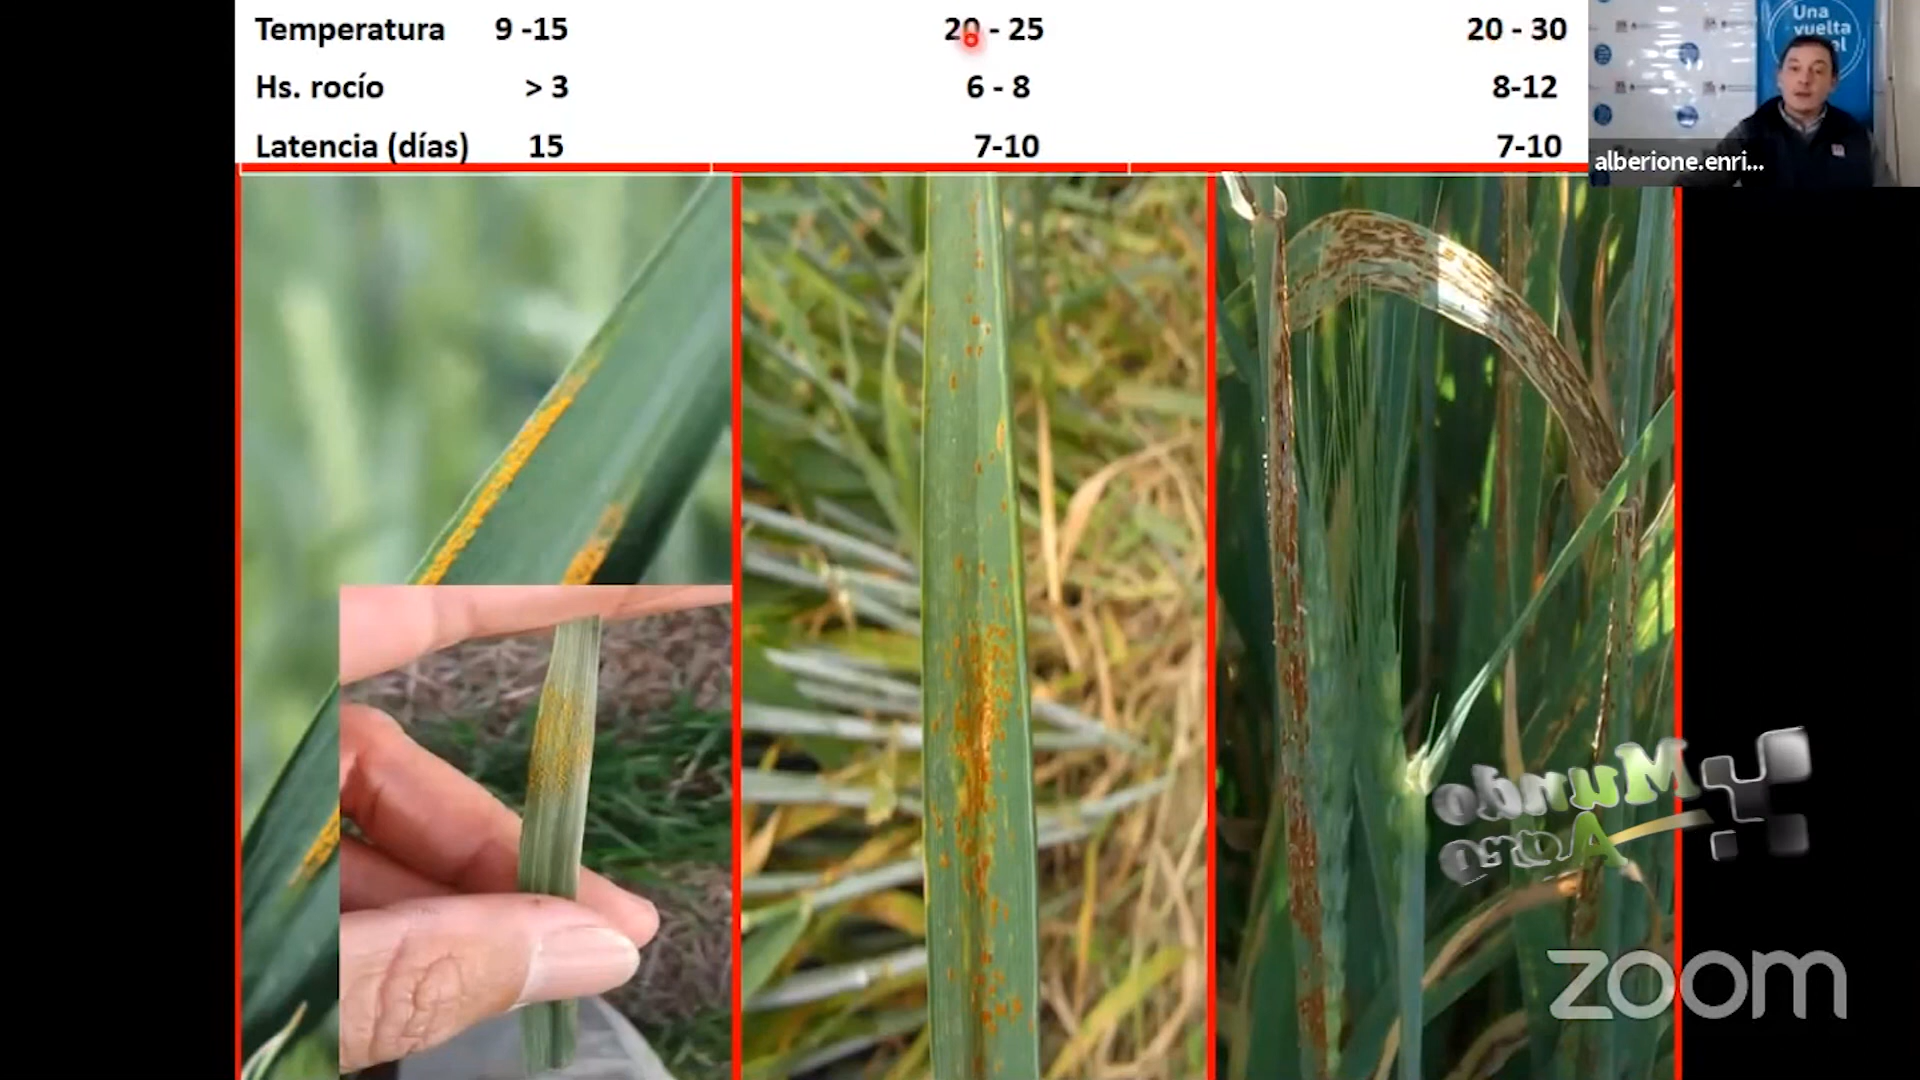 Temperatura 9 -15 20 - 25 20 - 30
Hs. rocío > 3 6 - 8 8-12
Latencia (días) 15 7-10 7-10
Una
vuelta
alberione.enri...
Mundo
Agro
zoom